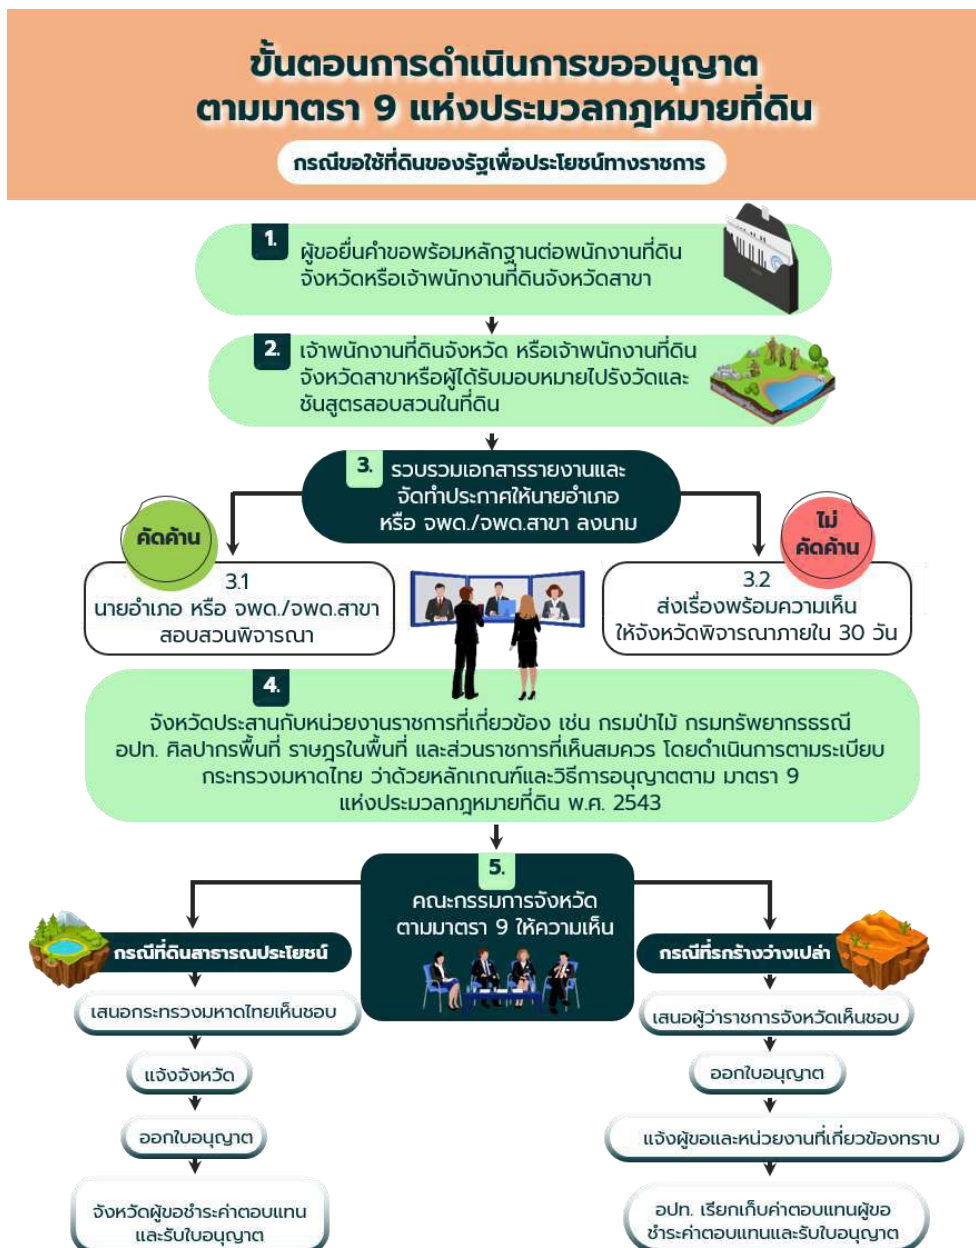 ขั้นตอนการดำเนินการขออนุญาต
ตามมาตรา 9 แห่งประมวลกฎหมายที่ดิน
กรณีขอใช้ที่ดินของรัฐเพื่อประโยชน์ทางราชการ
1.
ผู้ขอยื่นคำขอพร้อมหลักฐานต่อพนักงานที่ดิน
จังหวัดหรือเจ้าพนักงานที่ดินจังหวัดสาขา
2.
เจ้าพนักงานที่ดินจังหวัด หรือเจ้าพนักงานที่ดิน
จังหวัดสาขาหรือผู้ได้รับมอบหมายไปรังวัดและ
ชันสูตรสอบสวนในที่ดิน
3.
รวบรวมเอกสารรายงานและ
จัดทำประกาศให้นายอำเภอ
หรือ จพด./จพด.สาขา ลงนาม
คัดค้าน
3.1
นายอำเภอ หรือ จพด./จพด.สาขา
สอบสวนพิจารณา
ไม่
คัดค้าน
3.2
ส่งเรื่องพร้อมความเห็น
ให้จังหวัดพิจารณาภายใน 30 วัน
4.
จังหวัดประสานกับหน่วยงานราชการที่เกี่ยวข้อง เช่น กรมป่าไม้ กรมทรัพยากรธรณี
อปท. ศิลปากรพื้นที่ ราษฎรในพื้นที่ และส่วนราชการที่เห็นสมควร โดยดำเนินการตามระเบียบ
กระทรวงมหาดไทย ว่าด้วยหลักเกณฑ์และวิธีการอนุญาตตาม มาตรา 9
แห่งประมวลกฎหมายที่ดิน พ.ศ. 2543
5.
คณะกรรมการจังหวัด
ตามมาตรา 9 ให้ความเห็น
กรณีที่ดินสาธารณประโยชน์
เสนอกระทรวงมหาดไทยเห็นชอบ
แจ้งจังหวัด
ออกใบอนุญาต
จังหวัดผู้ขอชำระค่าตอบแทน
และรับใบอนุญาต
กรณีที่รกร้างว่างเปล่า
เสนอผู้ว่าราชการจังหวัดเห็นชอบ
ออกใบอนุญาต
แจ้งผู้ขอและหน่วยงานที่เกี่ยวข้องทราบ
อปท. เรียกเก็บค่าตอบแทนผู้ขอ
ชำระค่าตอบแทนและรับใบอนุญาต